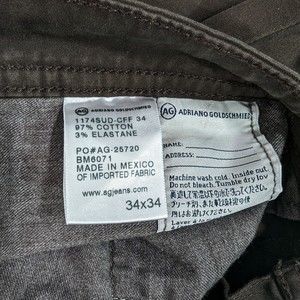 AG
ADRIANO GOLDSCHMIED
1174SUD-CFF 34
97% COTTON
3% ELASTANE
PO#AG-25720
BM6071
MADE IN MEXICO
OF IMPORTED FABRIC
www.agjeans.com
34x34
AG ADRIANO GOLDSCHMIED
NAME:
ADDRESS:
Machine wash cold. Inside out
Do not bleach. Tumble dry low